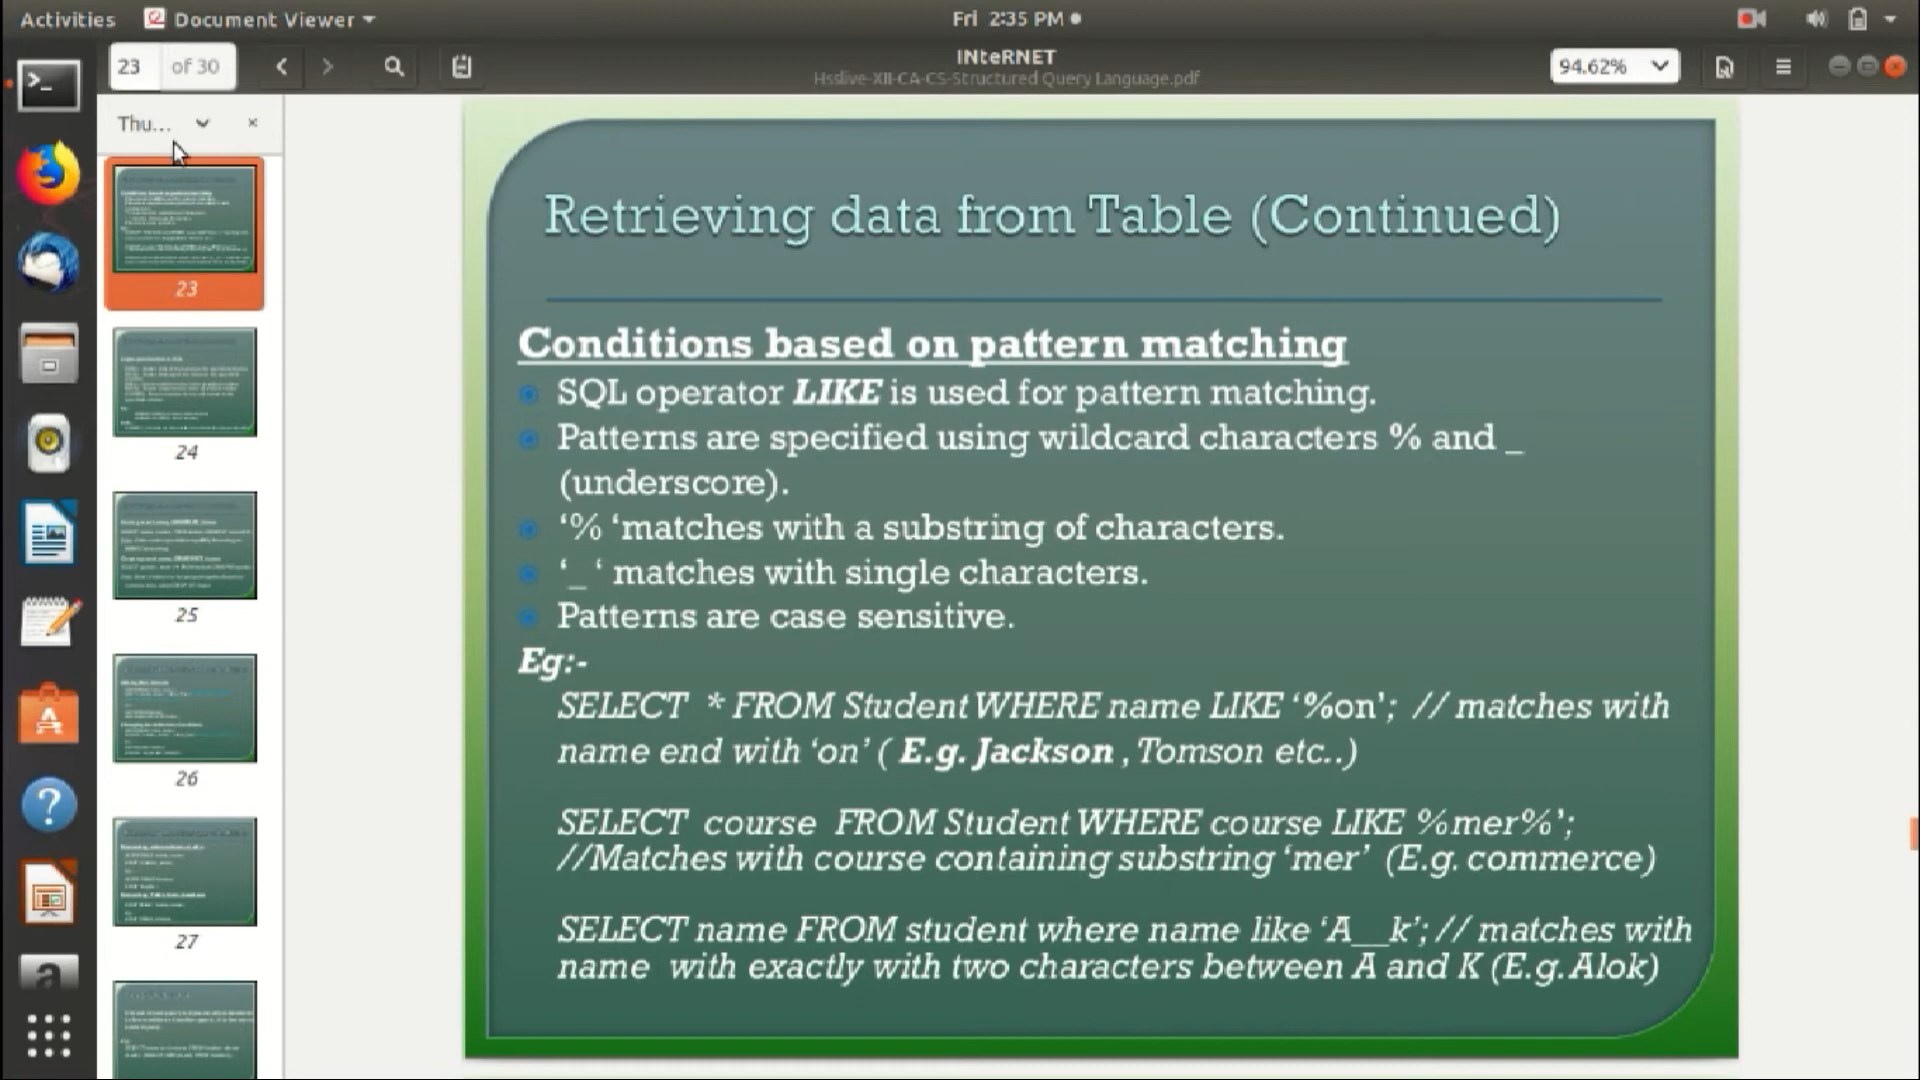 Activities
Document Viewer
Fri 2:35 PM
23 of 30
INteRNET
Hsslive-XII-CA-CS-Structured Query Language.pdf
94.62%
Thu...
23
24
25
26
27
Retrieving data from Table (Continued)
Conditions based on pattern matching
SQL operator LIKE is used for pattern matching.
Patterns are specified using wildcard characters % and _
(underscore).
‘% ‘matches with a substring of characters.
‘_ ‘ matches with single characters.
Patterns are case sensitive.
Eg:-
SELECT * FROM Student WHERE name LIKE ‘%on’; // matches with
name end with ‘on’ ( E.g. Jackson , Tomson etc..)
SELECT course FROM Student WHERE course LIKE %mer%’;
//Matches with course containing substring ‘mer’ (E.g. commerce)
SELECT name FROM student where name like ‘A__k’; // matches with
name with exactly with two characters between A and K (E.g. Alok)